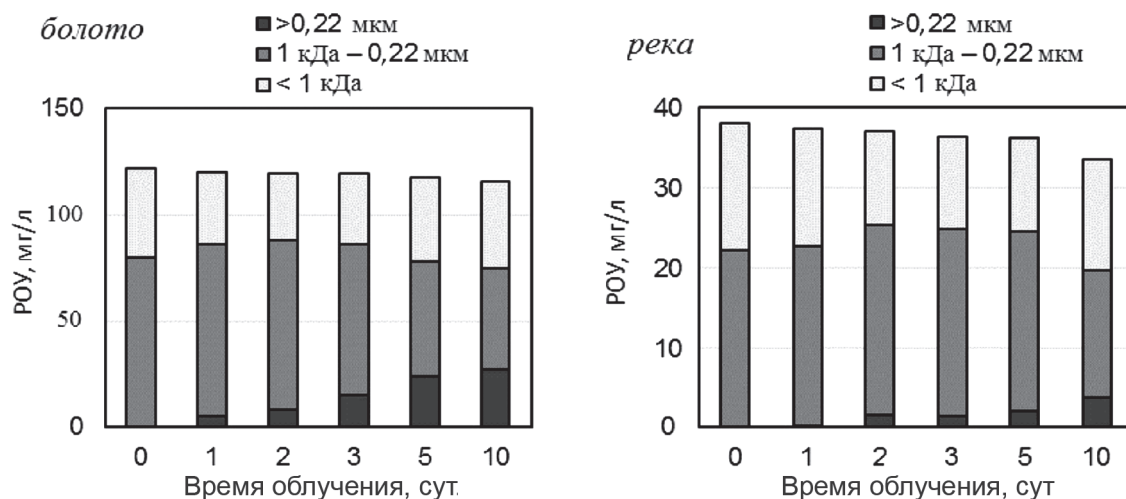 болото
>0,22 мкм
1 кДа – 0,22 мкм
< 1 кДа
РОУ, мг/л
150
100
50
0
0 1 2 3 5 10
Время облучения, сут.
река
>0,22 мкм
1 кДа – 0,22 мкм
< 1 кДа
РОУ, мг/л
40
30
20
10
0
0 1 2 3 5 10
Время облучения, сут